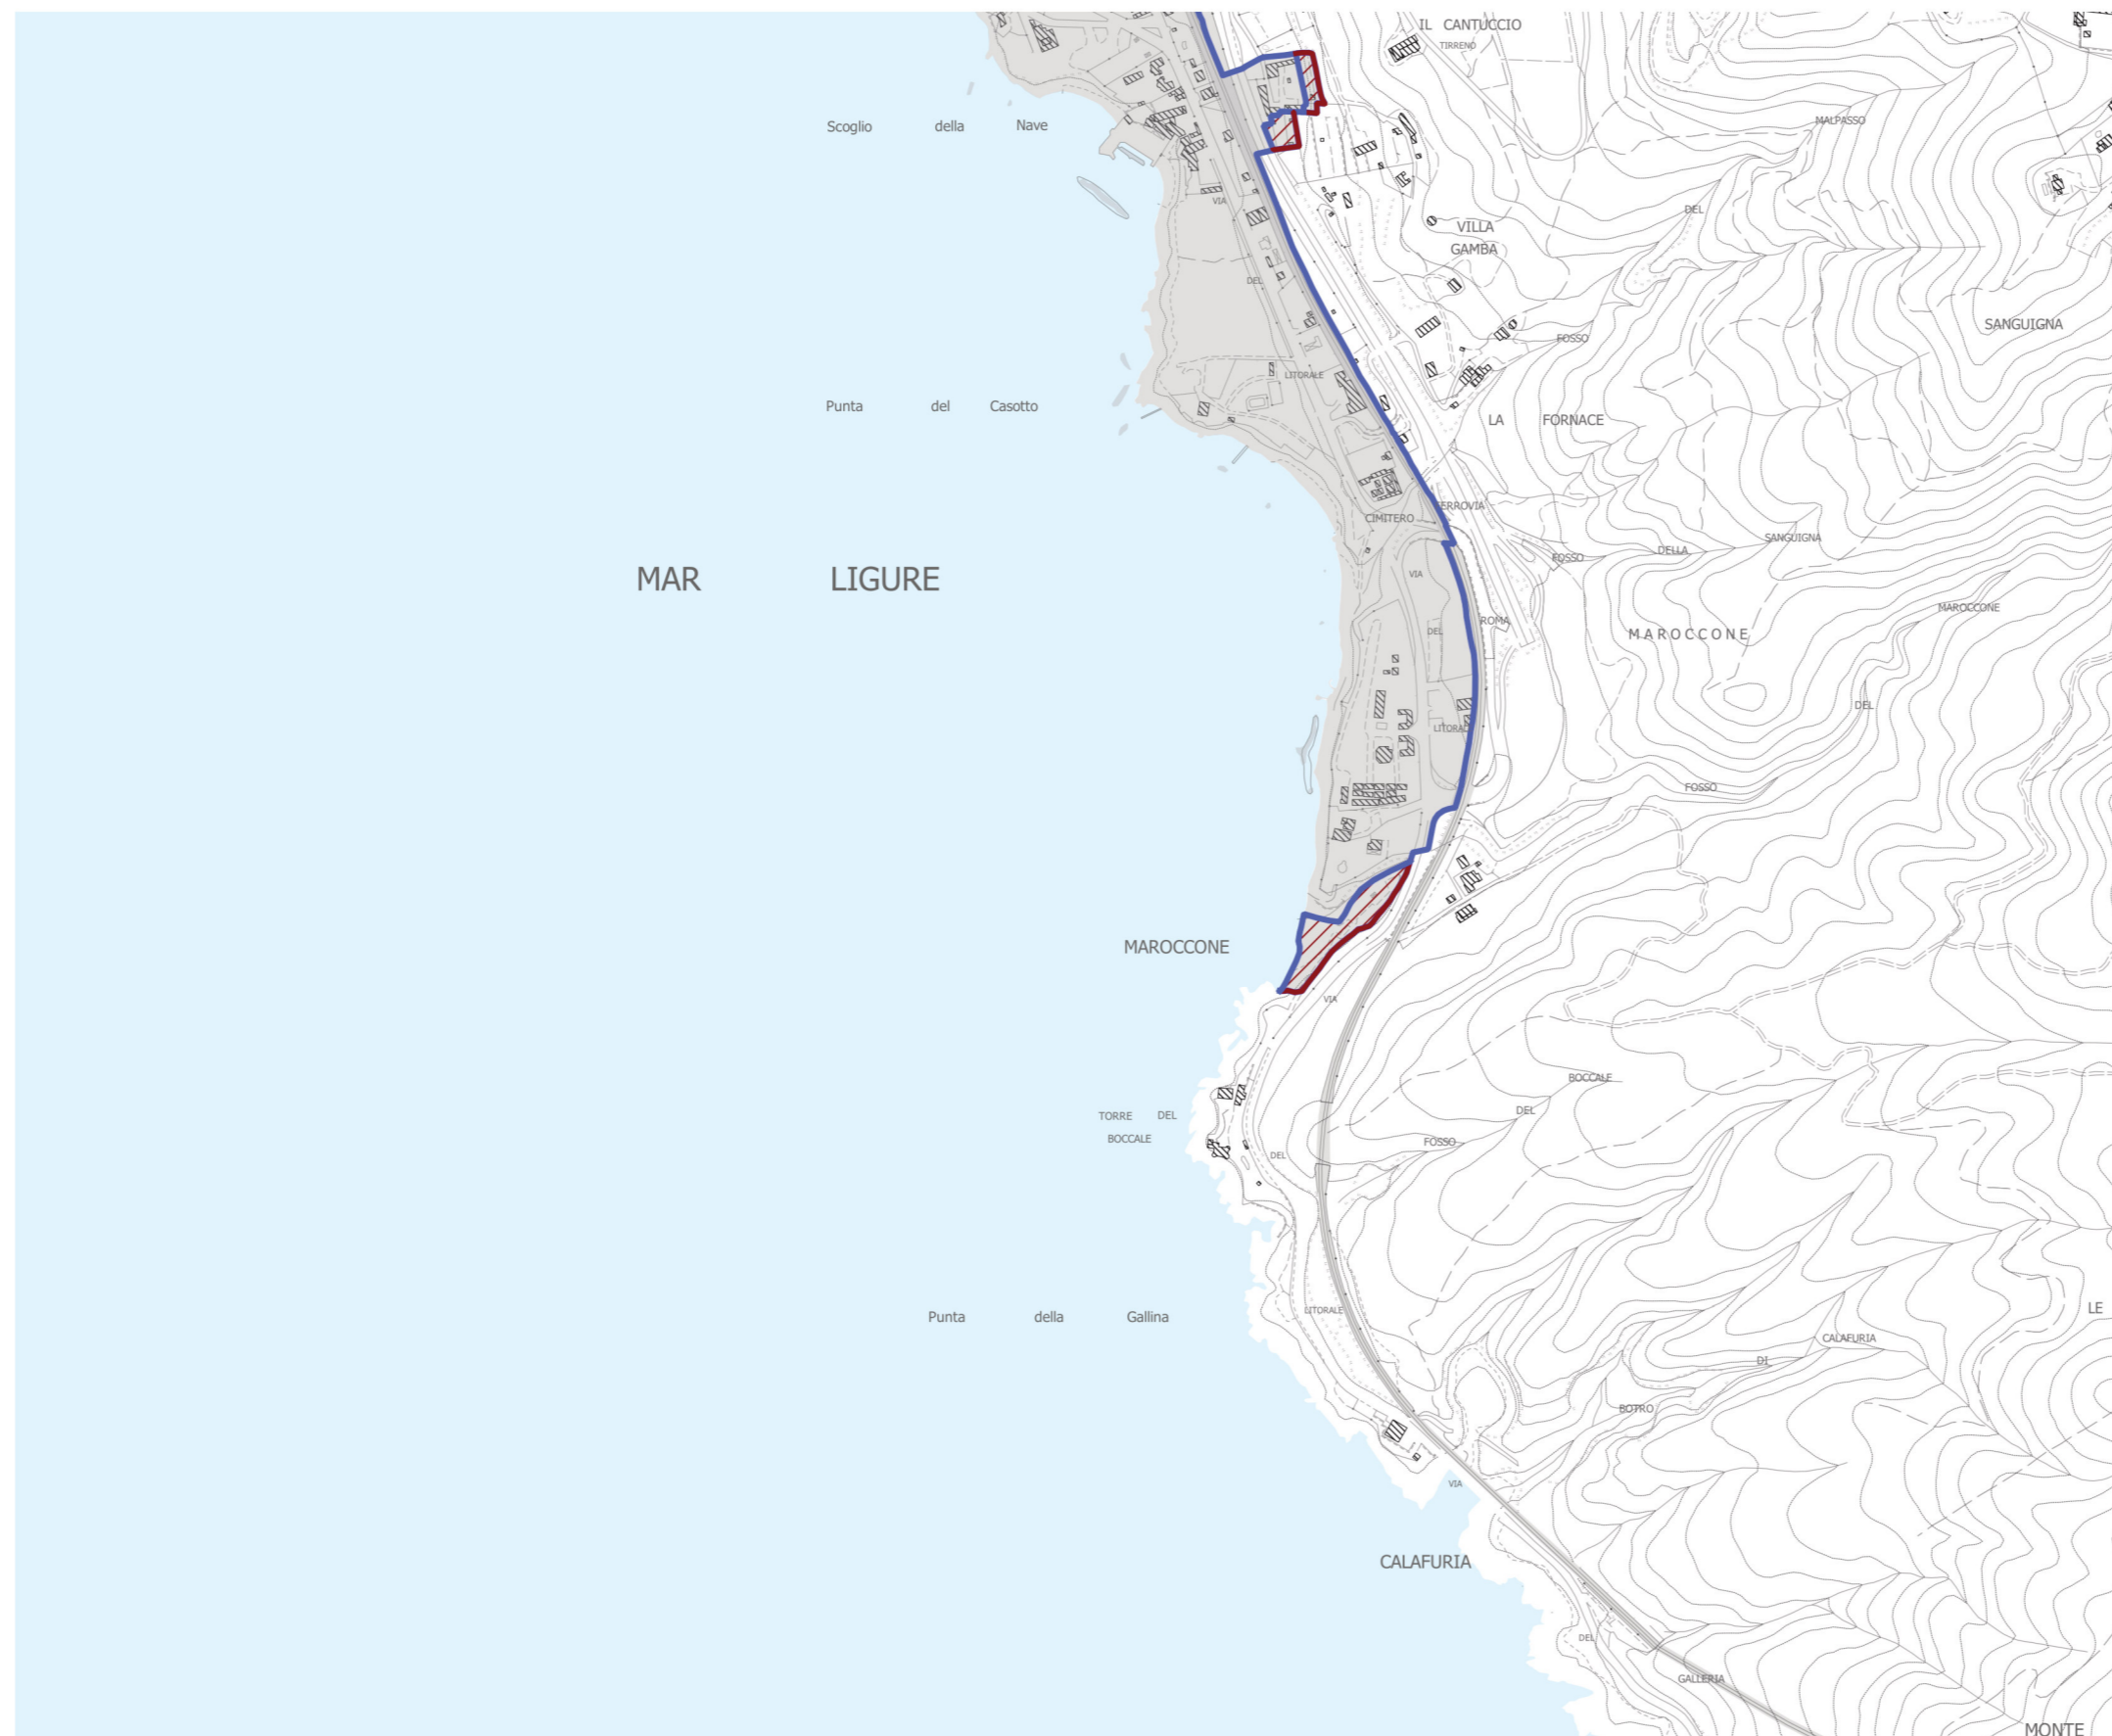 IL CANTUCCIO
TIRRENO
Scoglio della Nave
MALPASSO
VIA
DEL
VILLA
GAMBA
DEL
SANGUIGNA
FOSSO
LITORALE
Punta del Casotto
LA FORNACE
FERROVIA
CIMITERO
SANGUIGNA
DELLA
FOSSO
VIA
MAR LIGURE
MAROCCONE
ROMA
DEL
MAROCCONE
DEL
LITORALE
FOSSO
MAROCCONE
VIA
BOCCALE
DEL
TORRE DEL
BOCCALE
FOSSO
DEL
LE
LITORALE
Punta della Gallina
CALAFURIA
DI
BOTRO
VIA
CALAFURIA
DEL
GALLERIA
MONTE